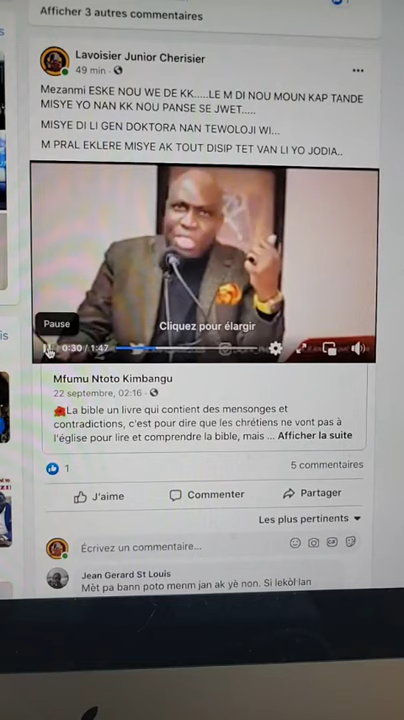 Afficher 3 autres commentaires
1
Lavoisier Junior Cherisier
49 min ·
Mezanmi ESKE NOU WE DE KK.....LE M DI NOU MOUN KAP TANDE
MISYE YO NAN KK NOU PANSE SE JWET.....
MISYE DI LI GEN DOKTORA NAN TEWOLOJI WI...
M PRAL EKLERE MISYE AK TOUT DISIP TET VAN LI YO JODIA..
Pause
Cliquez pour élargir
0:30 / 1:47
Mfumu Ntoto Kimbangu
22 septembre, 02:16 ·
La bible un livre qui contient des mensonges et
contradictions, c'est pour dire que les chrétiens ne vont pas à
l'église pour lire et comprendre la bible, mais ... Afficher la suite
1
5 commentaires
J'aime
Commenter
Partager
Les plus pertinents
Écrivez un commentaire...
GIF
Jean Gerard St Louis
Mèt pa bann poto menm jan ak yè non. Si lekòl lan